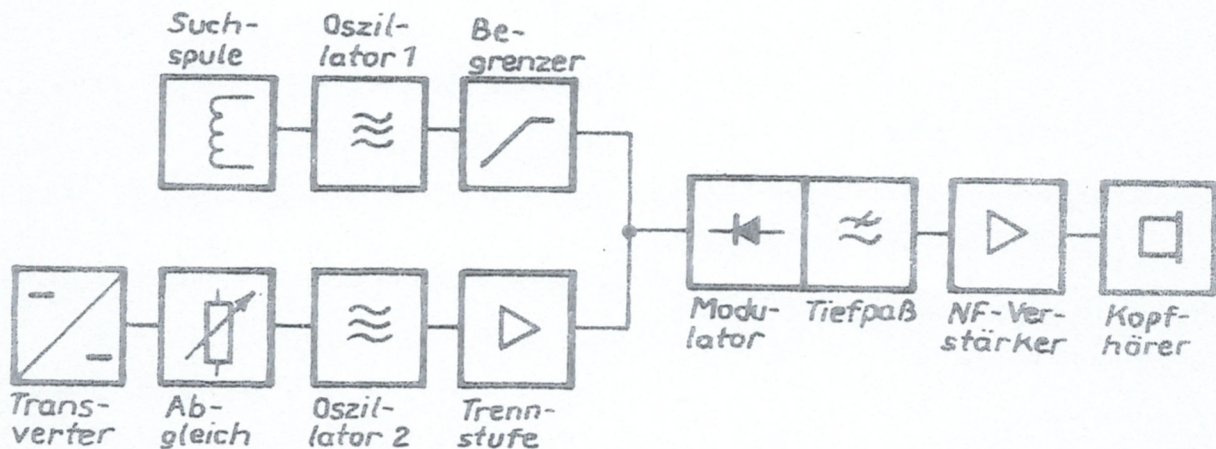 Such-
spule
Oszil-
lator 1
Be-
grenzer
Modu-
lator
Tiefpaß
NF-Ver-
stärker
Kopf-
hörer
Trans-
verter
Ab-
gleich
Oszil-
lator 2
Trenn-
stufe